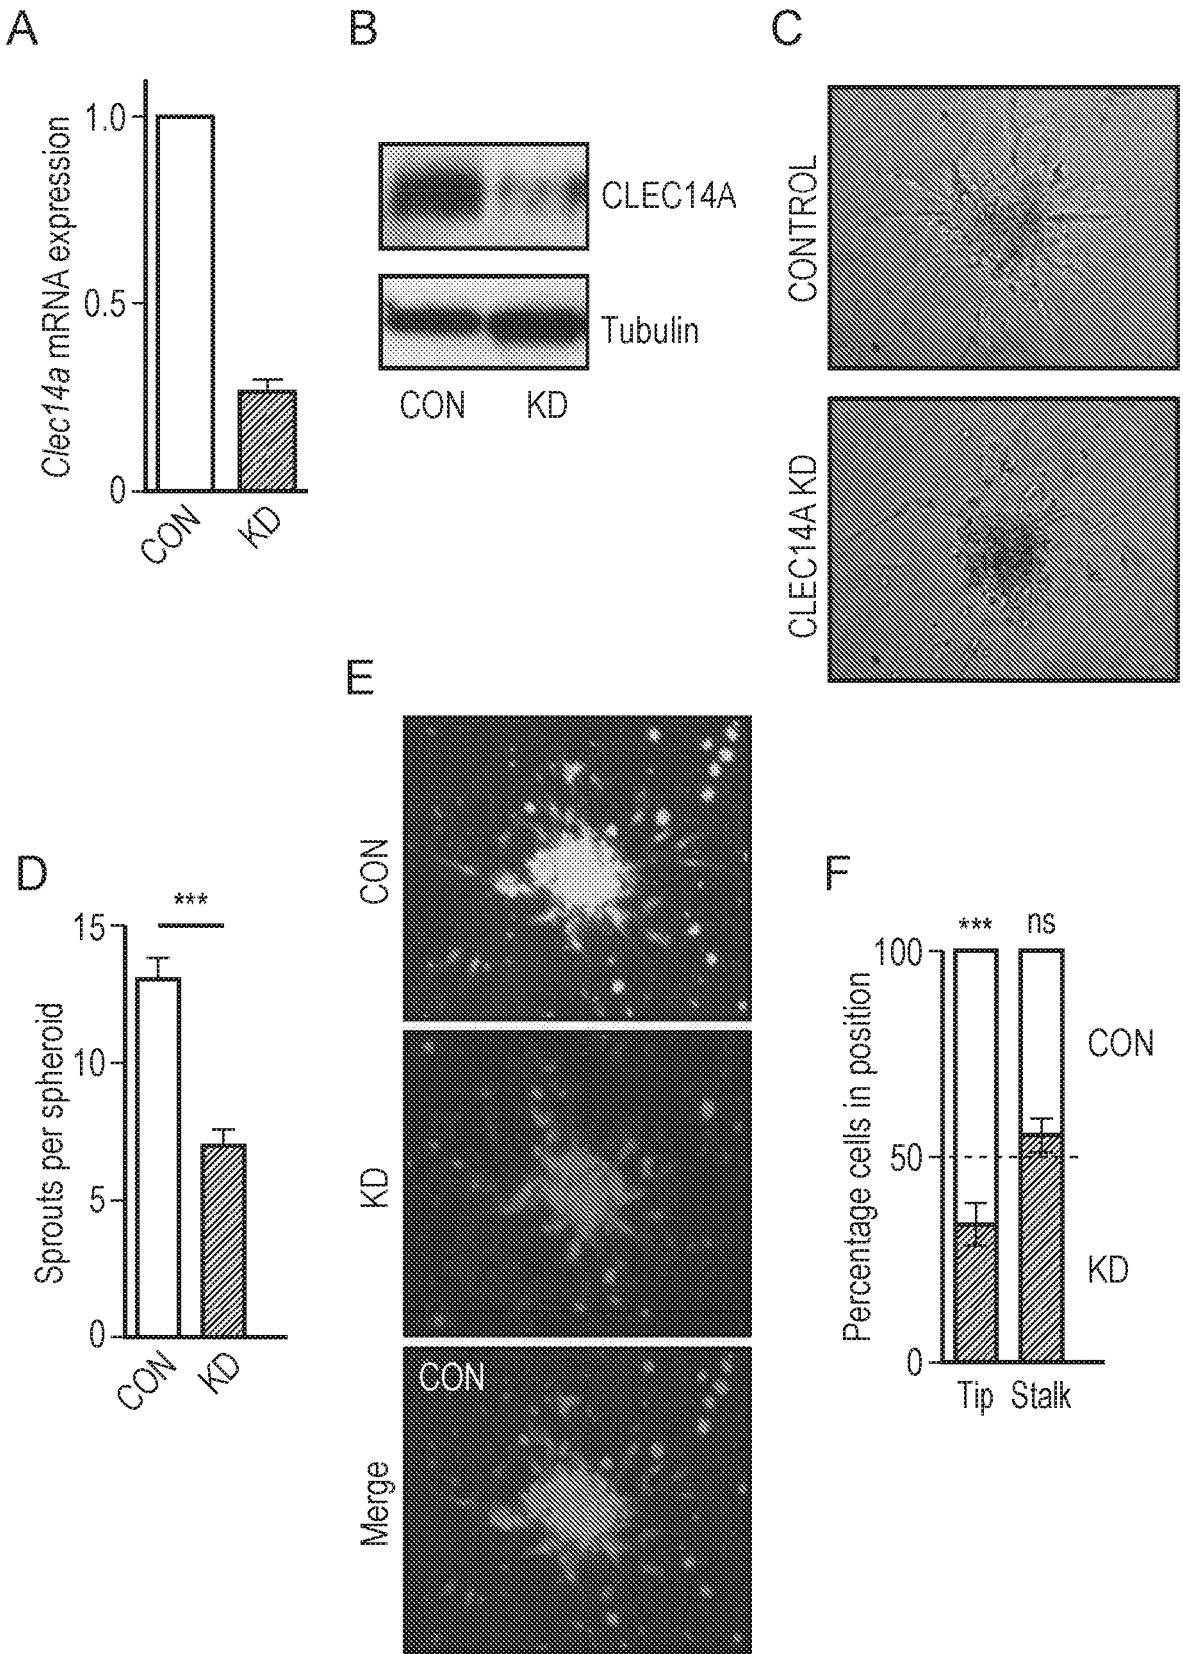 A
Clec14a mRNA expression
1.0
0.5
0
CON
KD
B
CLEC14A
Tubulin
CON
KD
C
CONTROL
CLEC14A KD
D
Sprouts per spheroid
***
15
10
5
0
CON
KD
E
CON
KD
Merge
CON
F
Percentage cells in position
*** ns
100
50
0
CON
KD
Tip Stalk